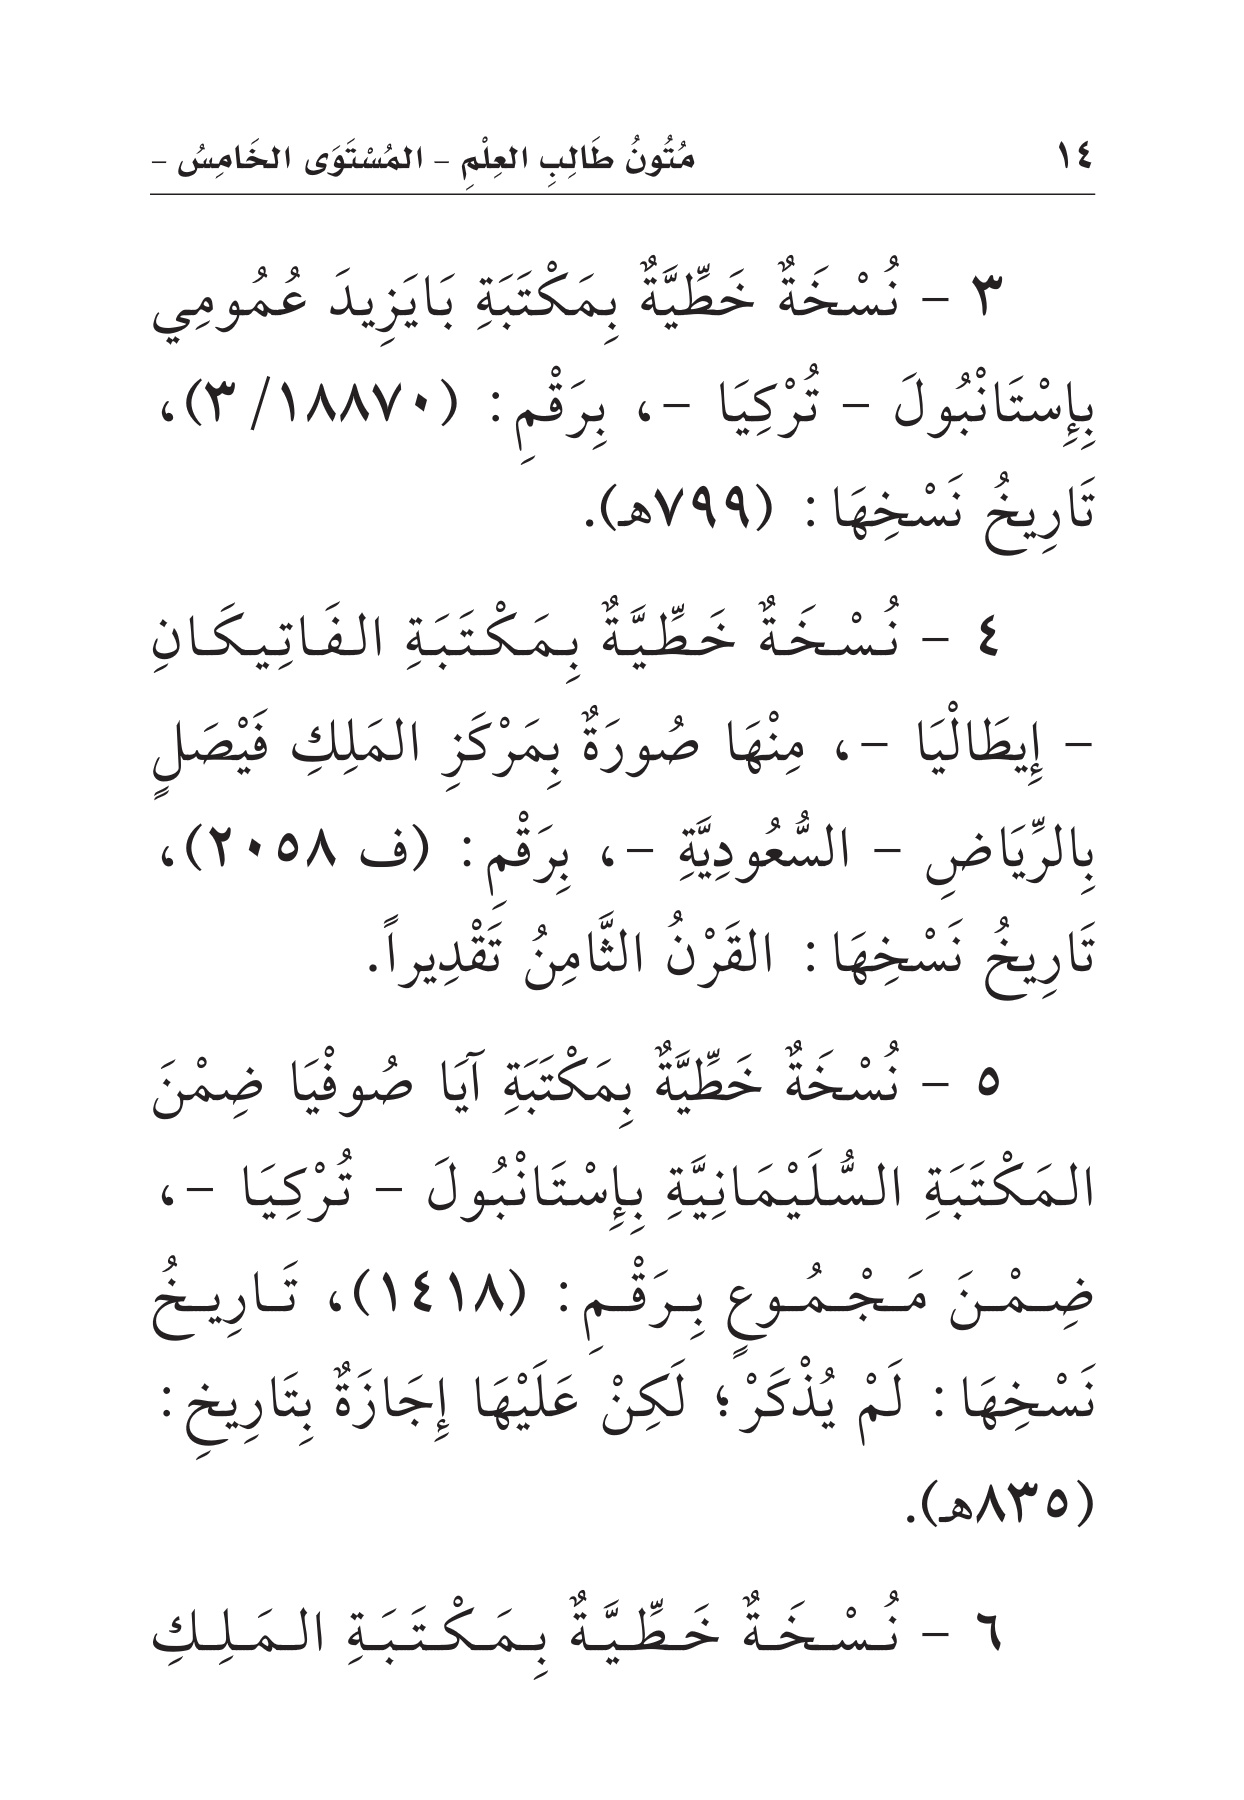 ١٤ مُتُونُ طَالِبِ العِلْمِ - المُسْتَوَى الخَامِسُ -
٣ - نُسْخَةٌ خَطِّيَّةٌ بِمَكْتَبَةِ بَايَزِيدَ عُمُومِي
بِإِسْتَانْبُولَ - تُرْكِيَا -، بِرَقْمِ: (١٨٨٧٠/ ٣)،
تَارِيخُ نَسْخِهَا: (٧٩٩هـ).
٤ - نُسْخَةٌ خَطِّيَّةٌ بِمَكْتَبَةِ الفَاتِيكَانِ
- إِيطَالْيَا -، مِنْهَا صُورَةٌ بِمَرْكَزِ المَلِكِ فَيْصَلٍ
بِالرِّيَاضِ - السُّعُودِيَّةِ -، بِرَقْمِ: (ف ٢٠٥٨)،
تَارِيخُ نَسْخِهَا: القَرْنُ الثَّامِنُ تَقْدِيراً.
٥ - نُسْخَةٌ خَطِّيَّةٌ بِمَكْتَبَةِ آيَا صُوفْيَا ضِمْنَ
المَكْتَبَةِ السُّلَيْمَانِيَّةِ بِإِسْتَانْبُولَ - تُرْكِيَا -،
ضِمْنَ مَجْمُوعٍ بِرَقْمِ: (١٤١٨)، تَارِيخُ
نَسْخِهَا: لَمْ يُذْكَرْ؛ لَكِنْ عَلَيْهَا إِجَازَةٌ بِتَارِيخِ:
(٨٣٥هـ).
٦ - نُسْخَةٌ خَطِّيَّةٌ بِمَكْتَبَةِ المَلِكِ